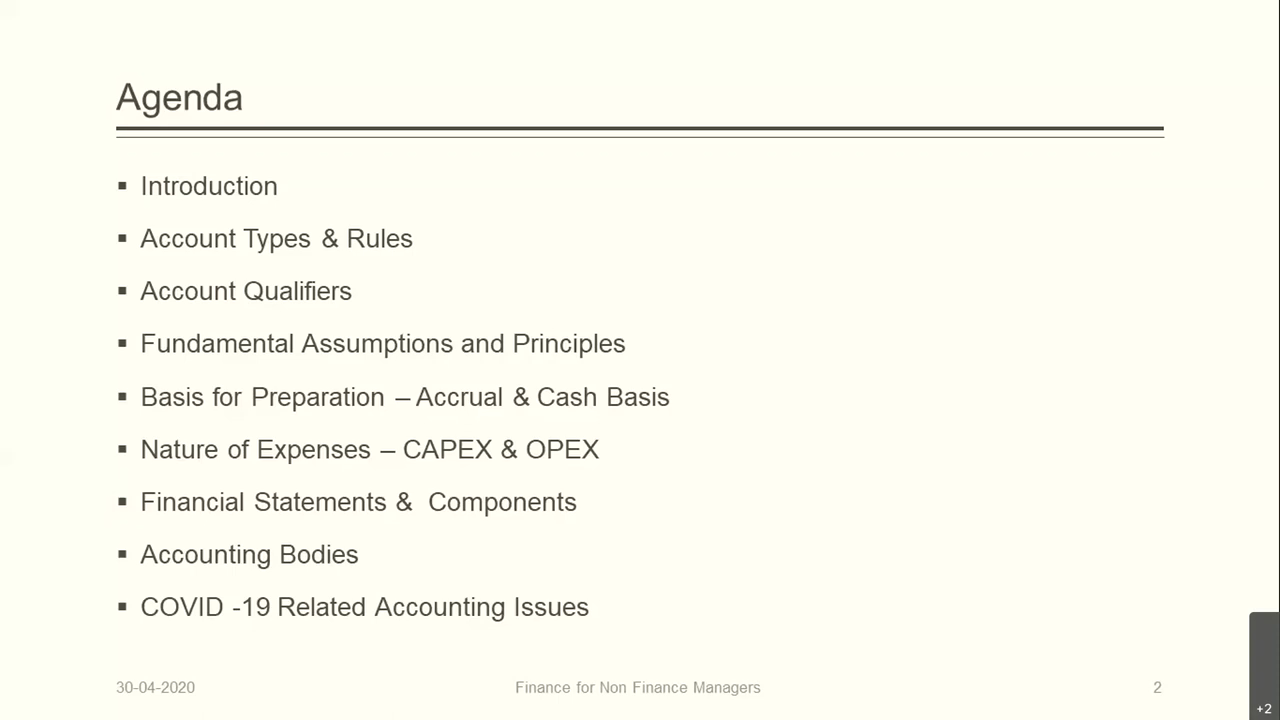 Agenda
▪ Introduction
▪ Account Types & Rules
▪ Account Qualifiers
▪ Fundamental Assumptions and Principles
▪ Basis for Preparation – Accrual & Cash Basis
▪ Nature of Expenses – CAPEX & OPEX
▪ Financial Statements & Components
▪ Accounting Bodies
▪ COVID -19 Related Accounting Issues
30-04-2020 Finance for Non Finance Managers 2
+2